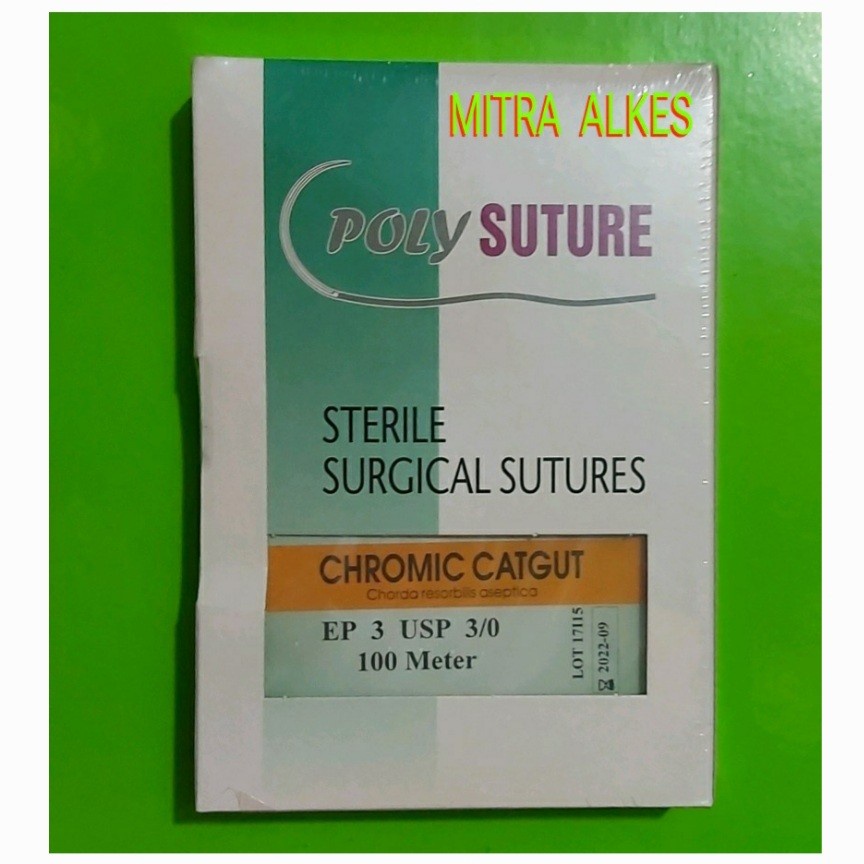 MITRA ALKES
POLY SUTURE
STERILE
SURGICAL SUTURES
CHROMIC CATGUT
Chorda resorbilis aseptica
EP 3 USP 3/0
100 Meter
LOT 17115
2022-09